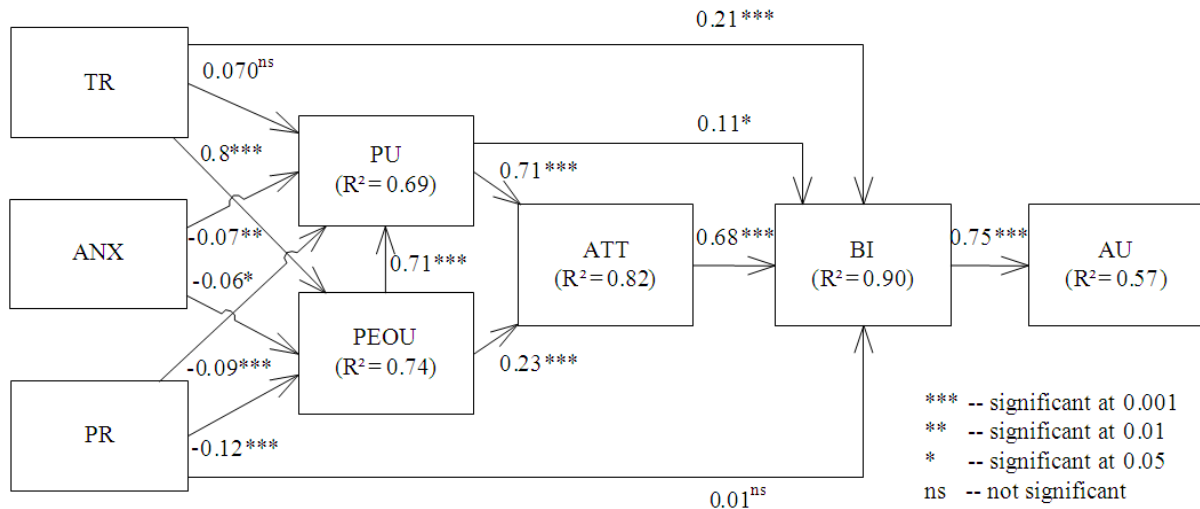 TR
0.21***
0.070ns
0.8***
PU
(R²= 0.69)
0.11*
0.71***
ANX
-0.07**
-0.06*
0.71***
ATT
(R²= 0.82)
0.68***
BI
(R²= 0.90)
0.75***
AU
(R²= 0.57)
PEOU
(R²= 0.74)
-0.09***
0.23***
PR
-0.12***
0.01ns
*** -- significant at 0.001
** -- significant at 0.01
* -- significant at 0.05
ns -- not significant